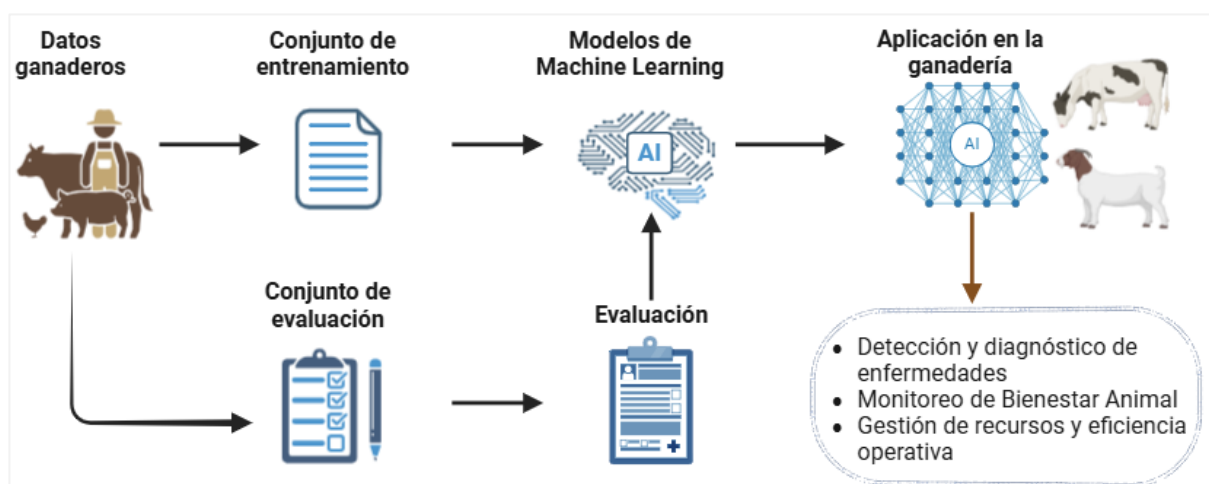 Datos
ganaderos
Conjunto de
entrenamiento
Modelos de
Machine Learning
Aplicación en la
ganadería
AI
AI
Conjunto de
evaluación
Evaluación
• Detección y diagnóstico de
enfermedades
• Monitoreo de Bienestar Animal
• Gestión de recursos y eficiencia
operativa